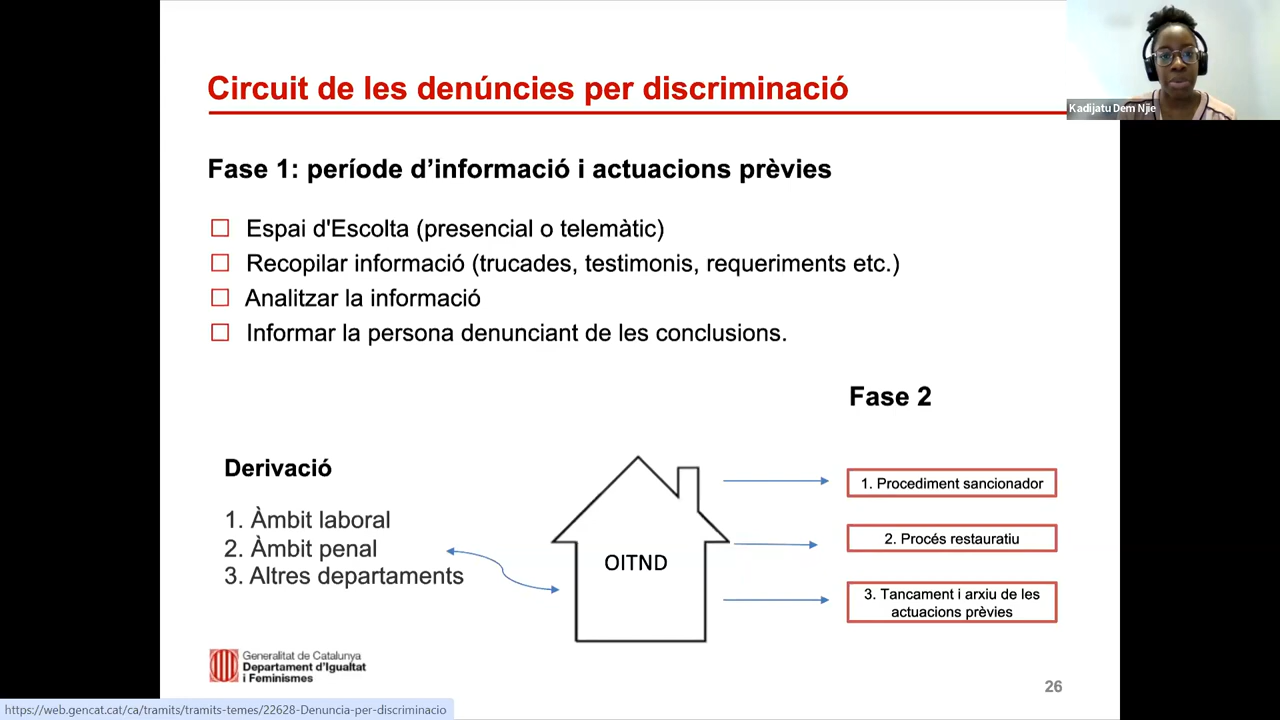 Circuit de les denúncies per discriminació
Kadijatu Dem Njie
Fase 1: període d’informació i actuacions prèvies
Espai d'Escolta (presencial o telemàtic)
Recopilar informació (trucades, testimonis, requeriments etc.)
Analitzar la informació
Informar la persona denunciant de les conclusions.
Fase 2
Derivació
1. Àmbit laboral
2. Àmbit penal
3. Altres departaments
OITND
1. Procediment sancionador
2. Procés restauratiu
3. Tancament i arxiu de les
actuacions prèvies
Generalitat de Catalunya
Departament d’Igualtat
i Feminismes
26
https://web.gencat.cat/ca/tramits/tramits-temes/22628-Denuncia-per-discriminacio